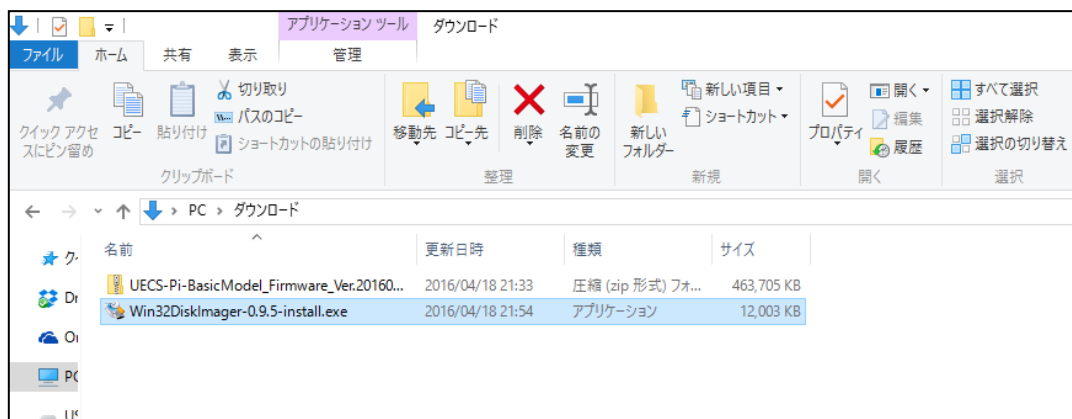 アプリケーション ツール ダウンロード
ファイル ホーム 共有 表示 管理
クイック アクセスにピン留め
コピー
貼り付け
切り取り
パスのコピー
ショートカットの貼り付け
クリップボード
移動先
コピー先
削除
名前の変更
整理
新しいフォルダー
新しい項目
ショートカット
新規
プロパティ
開く
編集
履歴
開く
すべて選択
選択解除
選択の切り替え
選択
PC > ダウンロード
名前 更新日時 種類 サイズ
UECS-Pi-BasicModel_Firmware_Ver.20160... 2016/04/18 21:33 圧縮 (zip 形式) フォ... 463,705 KB
Win32DiskImager-0.9.5-install.exe 2016/04/18 21:54 アプリケーション 12,003 KB
ク
Dr
PC
US